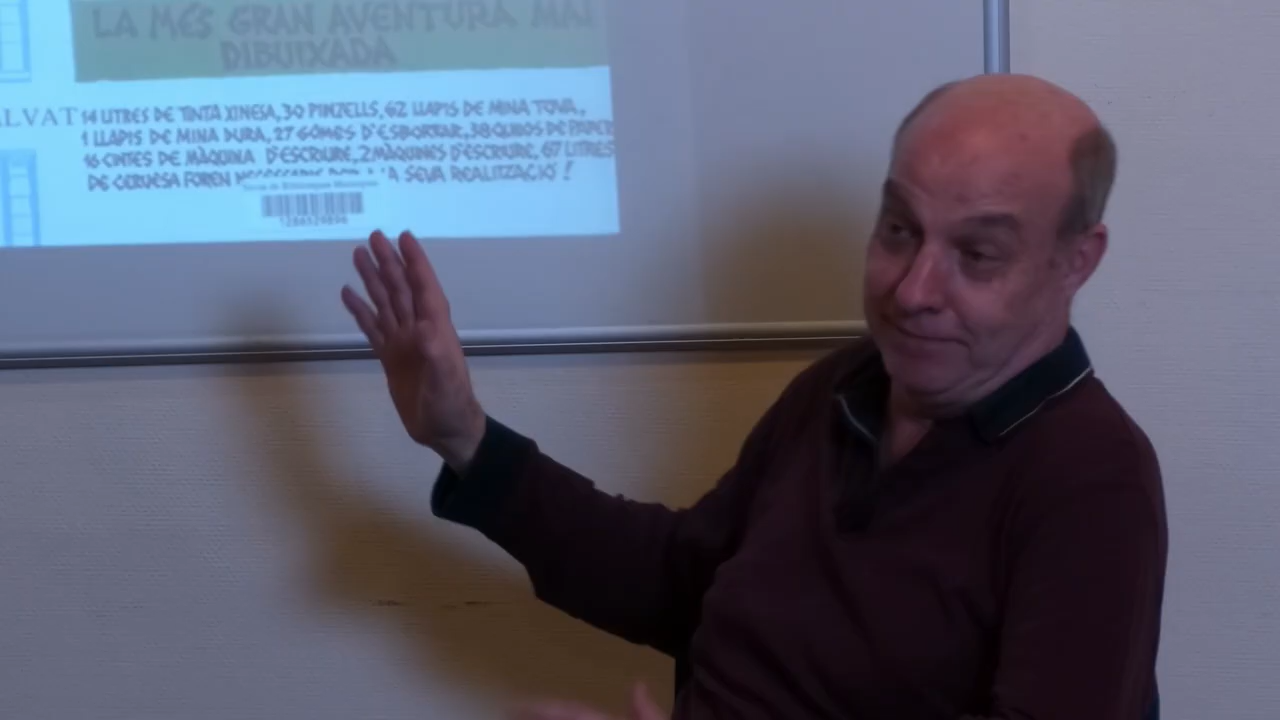 LA MÉS GRAN AVENTURA MAI
DIBUIXADA
LVAT
14 LITRES DE TINTA XINESA, 30 PINZELLS, 62 LLAPIS DE MINA TOVA,
1 LLAPIS DE MINA DURA, 27 GOMES D'ESBORRAR, 38 QUILOS DE PAPER
16 CINTES DE MÀQUINA D'ESCRIURE, 2 MÀQUINES D'ESCRIURE, 67 LITRES
DE CERVESA FOREN A SEVA REALITZACIÓ!